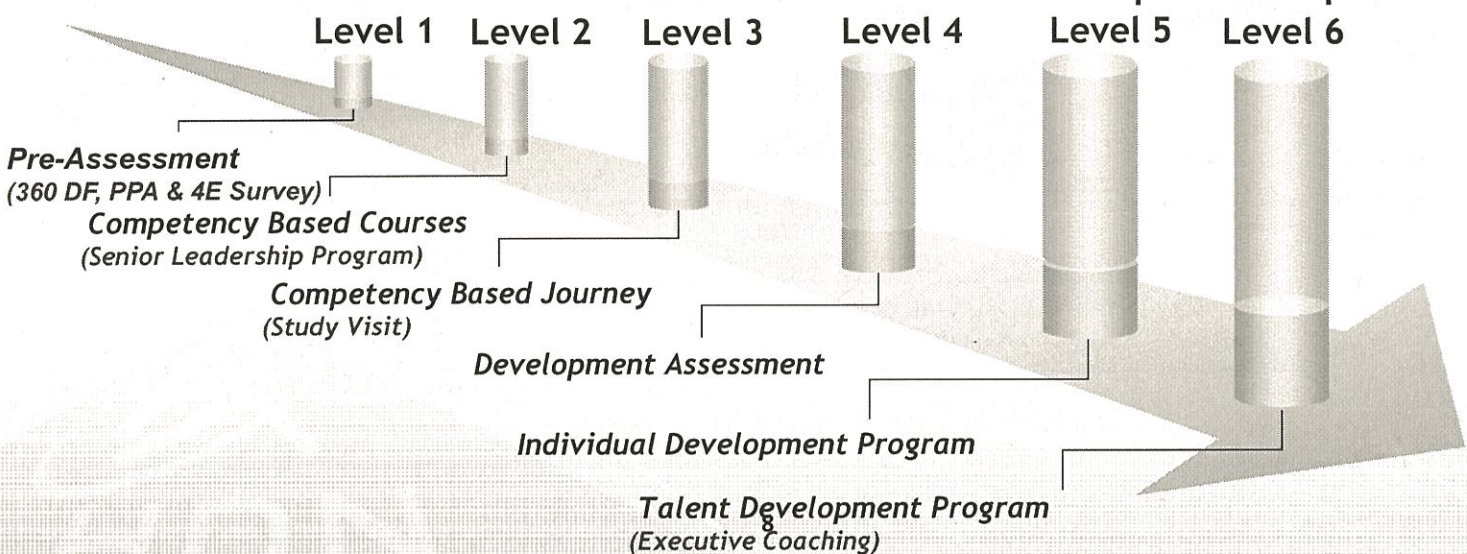 Level 1 Level 2 Level 3 Level 4 Level 5 Level 6
Pre-Assessment
(360 DF, PPA & 4E Survey)
Competency Based Courses
(Senior Leadership Program)
Competency Based Journey
(Study Visit)
Development Assessment
Individual Development Program
Talent Development Program
8
(Executive Coaching)